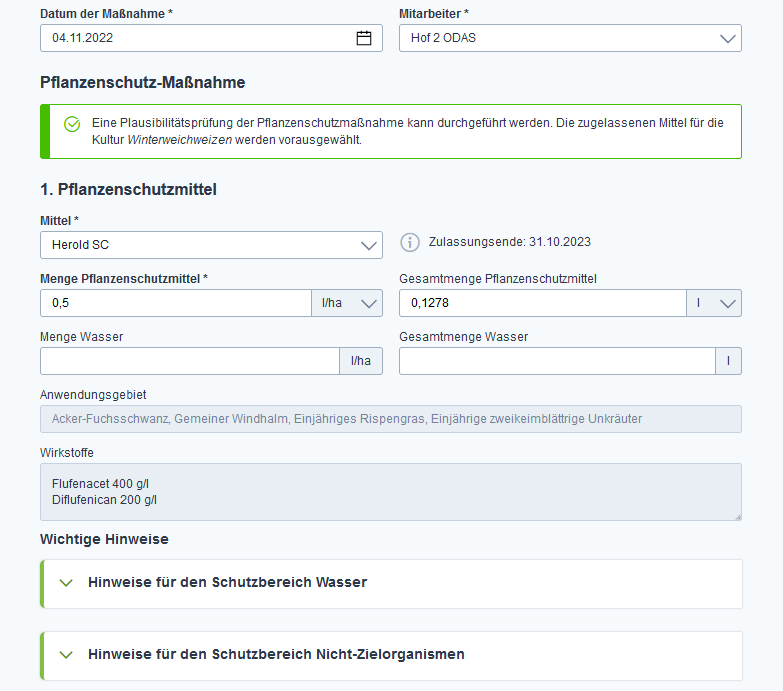 Datum der Maßnahme *
Mitarbeiter *
04.11.2022
Hof 2 ODAS
Pflanzenschutz-Maßnahme
Eine Plausibilitätsprüfung der Pflanzenschutzmaßnahme kann durchgeführt werden. Die zugelassenen Mittel für die
Kultur Winterweichweizen werden vorausgewählt.
1. Pflanzenschutzmittel
Mittel *
Herold SC
Zulassungsende: 31.10.2023
Menge Pflanzenschutzmittel *
Gesamtmenge Pflanzenschutzmittel
0,5
l/ha
0,1278
l
Menge Wasser
Gesamtmenge Wasser
l/ha
l
Anwendungsgebiet
Acker-Fuchsschwanz, Gemeiner Windhalm, Einjähriges Rispengras, Einjährige zweikeimblättrige Unkräuter
Wirkstoffe
Flufenacet 400 g/l
Diflufenican 200 g/l
Wichtige Hinweise
Hinweise für den Schutzbereich Wasser
Hinweise für den Schutzbereich Nicht-Zielorganismen